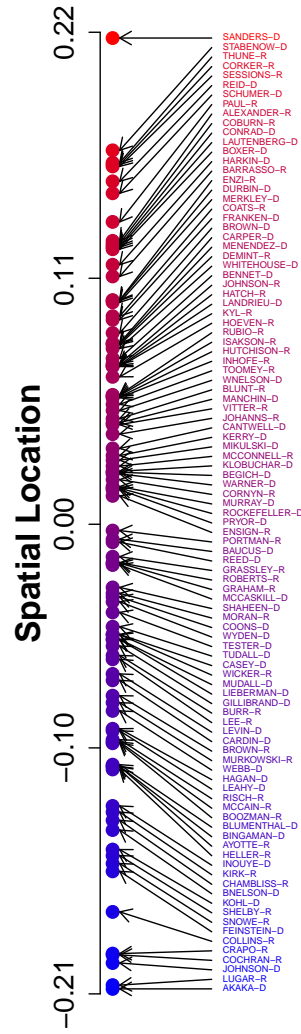 Spatial Location
0.22
0.11
0.00
−0.10
−0.21
SANDERS−D
STABENOW−D
THUNE−R
CORKER−R
SESSIONS−R
REID−D
SCHUMER−D
PAUL−R
ALEXANDER−R
COBURN−R
CONRAD−D
LAUTENBERG−D
BOXER−D
HARKIN−D
BARRASSO−R
ENZI−R
DURBIN−D
MERKLEY−D
COATS−R
FRANKEN−D
BROWN−D
CARPER−D
MENENDEZ−D
DEMINT−R
WHITEHOUSE−D
BENNET−D
JOHNSON−R
HATCH−R
LANDRIEU−D
KYL−R
HOEVEN−R
RUBIO−R
ISAKSON−R
HUTCHISON−R
INHOFE−R
TOOMEY−R
WNELSON−D
BLUNT−R
MANCHIN−D
VITTER−R
JOHANNS−R
CANTWELL−D
KERRY−D
MIKULSKI−D
MCCONNELL−R
KLOBUCHAR−D
BEGICH−D
WARNER−D
CORNYN−R
MURRAY−D
ROCKEFELLER−D
PRYOR−D
ENSIGN−R
PORTMAN−R
BAUCUS−D
REED−D
GRASSLEY−R
ROBERTS−R
GRAHAM−R
MCCASKILL−D
SHAHEEN−D
MORAN−R
COONS−D
WYDEN−D
TESTER−D
TUDALL−D
CASEY−D
WICKER−R
MUDALL−D
LIEBERMAN−D
GILLIBRAND−D
BURR−R
LEE−R
LEVIN−D
CARDIN−D
BROWN−R
MURKOWSKI−R
WEBB−D
HAGAN−D
LEAHY−D
RISCH−R
MCCAIN−R
BOOZMAN−R
BLUMENTHAL−D
BINGAMAN−D
AYOTTE−R
HELLER−R
INOUYE−D
KIRK−R
CHAMBLISS−R
BNELSON−D
KOHL−D
SHELBY−R
SNOWE−R
FEINSTEIN−D
COLLINS−R
CRAPO−R
COCHRAN−R
JOHNSON−D
LUGAR−R
AKAKA−D